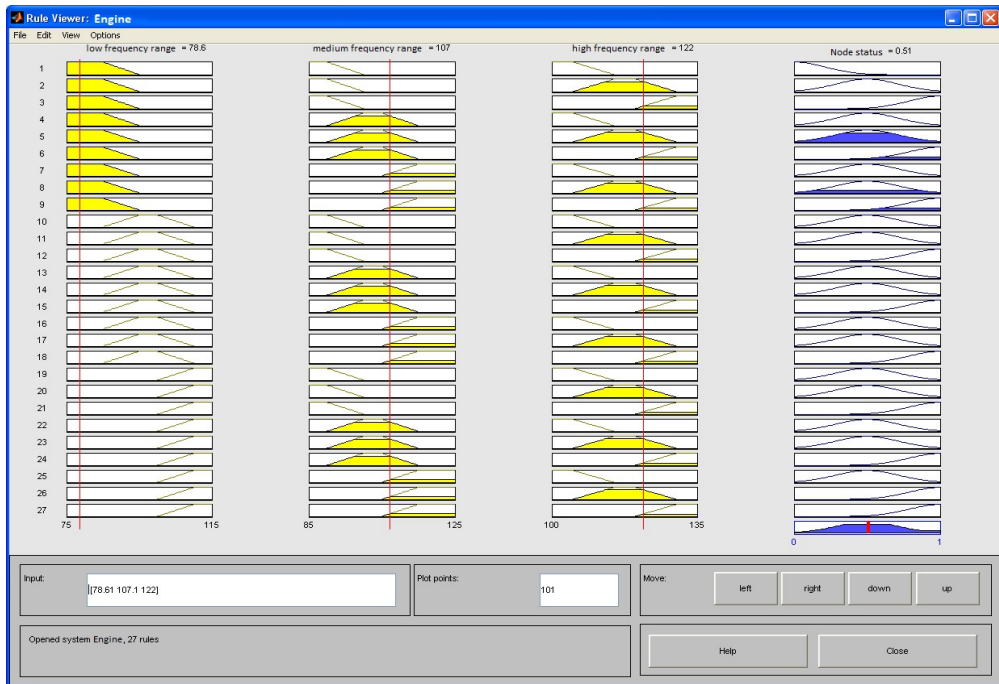 Rule Viewer: Engine
File Edit View Options
low frequency range = 78.6
medium frequency range = 107
high frequency range = 122
Node status = 0.51
1
2
3
4
5
6
7
8
9
10
11
12
13
14
15
16
17
18
19
20
21
22
23
24
25
26
27
75 115
85 125
100 135
0 1
Input:
[78.61 107.1 122]
Plot points:
101
Move:
left
right
down
up
Opened system Engine, 27 rules
Help
Close